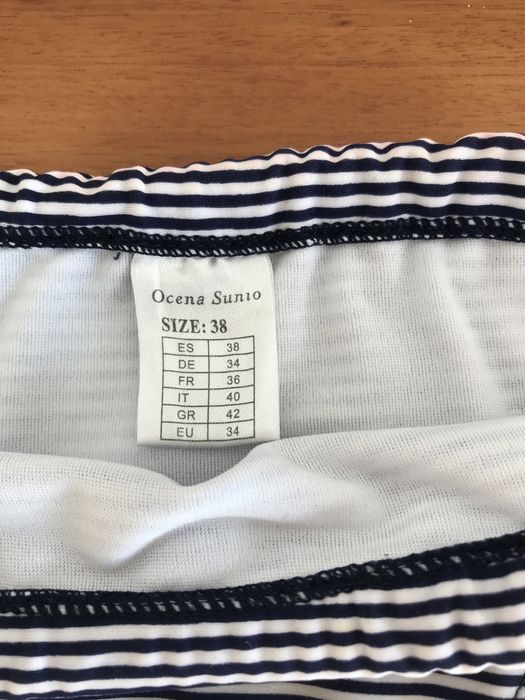 Ocena Sunio
SIZE: 38
ES 38
DE 34
FR 36
IT 40
GR 42
EU 34